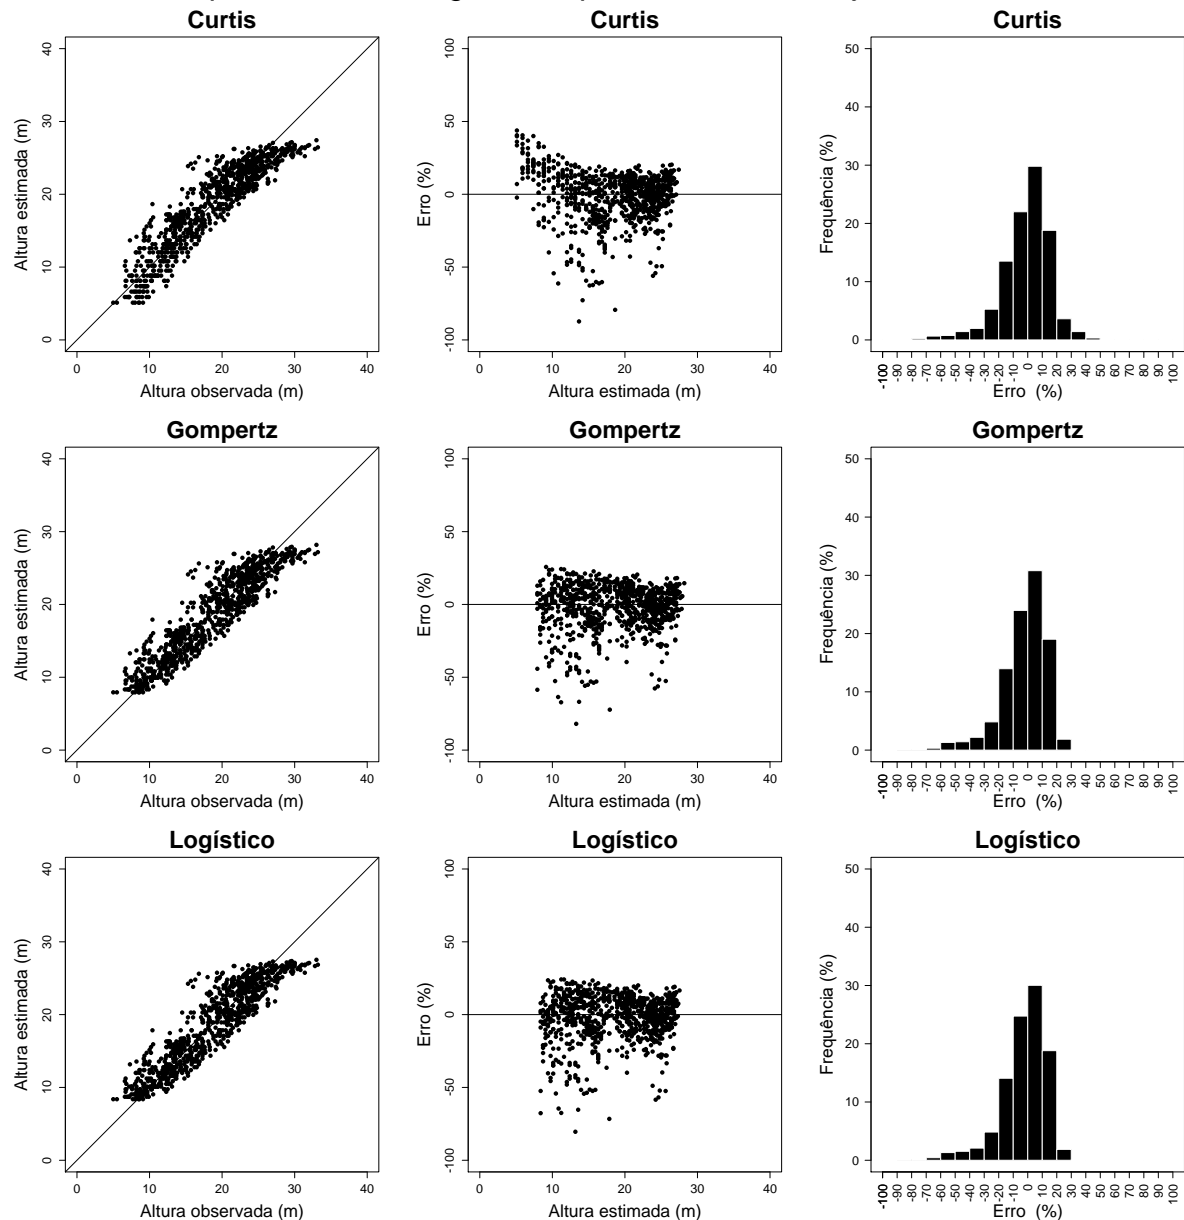 Curtis
Altura estimada (m)
0 10 20 30 40
0 10 20 30 40
Altura observada (m)
Curtis
Erro (%)
-100 -50 0 50 100
0 10 20 30 40
Altura estimada (m)
Curtis
Frequência (%)
0 10 20 30 40 50
-100 -90 -80 -70 -60 -50 -40 -30 -20 -10 0 10 20 30 40 50 60 70 80 90 100
Erro (%)
Gompertz
Altura estimada (m)
0 10 20 30 40
0 10 20 30 40
Altura observada (m)
Gompertz
Erro (%)
-100 -50 0 50 100
0 10 20 30 40
Altura estimada (m)
Gompertz
Frequência (%)
0 10 20 30 40 50
-100 -90 -80 -70 -60 -50 -40 -30 -20 -10 0 10 20 30 40 50 60 70 80 90 100
Erro (%)
Logístico
Altura estimada (m)
0 10 20 30 40
0 10 20 30 40
Altura observada (m)
Logístico
Erro (%)
-100 -50 0 50 100
0 10 20 30 40
Altura estimada (m)
Logístico
Frequência (%)
0 10 20 30 40 50
-100 -90 -80 -70 -60 -50 -40 -30 -20 -10 0 10 20 30 40 50 60 70 80 90 100
Erro (%)